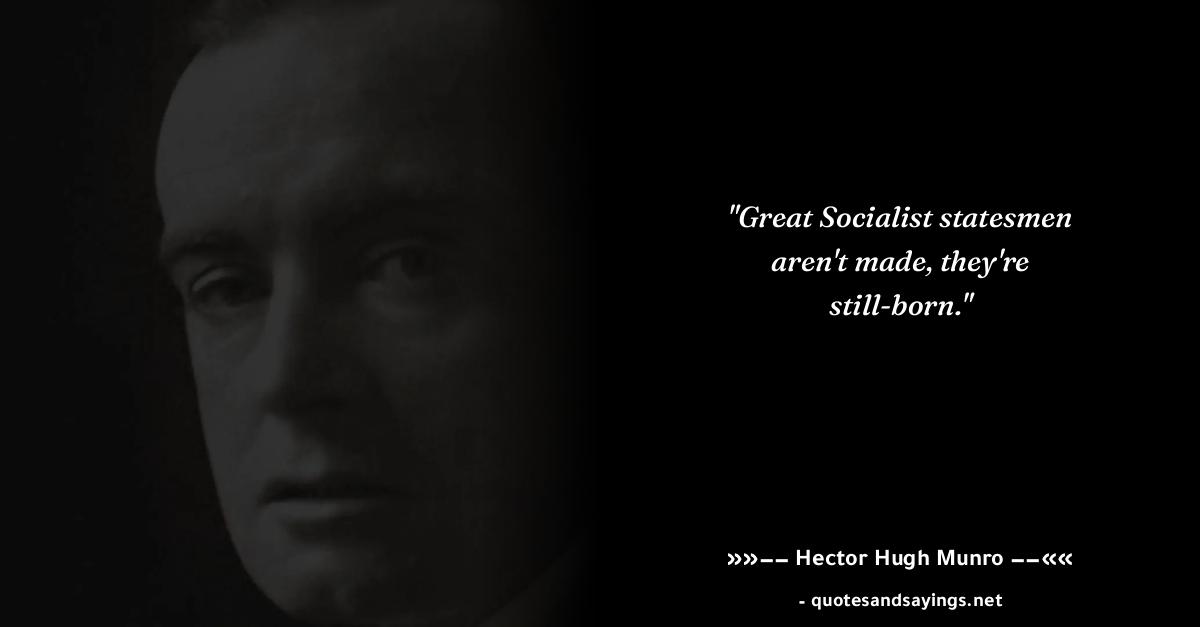 "Great Socialist statesmen
aren't made, they're
still-born."
»»−− Hector Hugh Munro −−««
- quotesandsayings.net